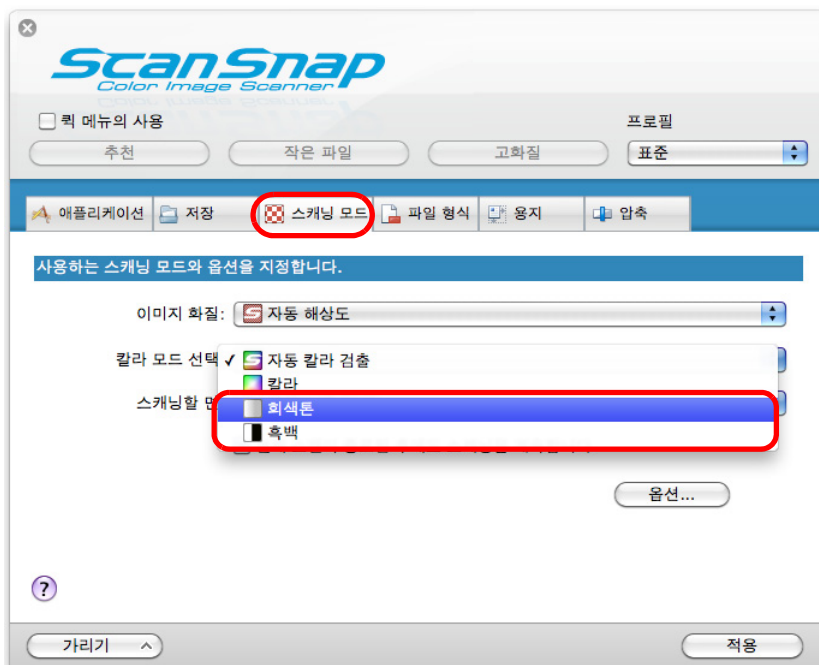 ScanSnap
Color Image Scanner
퀵 메뉴의 사용
프로필
추천 작은 파일 고화질 표준
애플리케이션 저장 스캐닝 모드 파일 형식 용지 압축
사용하는 스캐닝 모드와 옵션을 지정합니다.
이미지 화질: 자동 해상도
칼라 모드 선택 ✓ 자동 칼라 검출
칼라
스캐닝할 면
회색톤
흑백
옵션...
?
가리기 적용